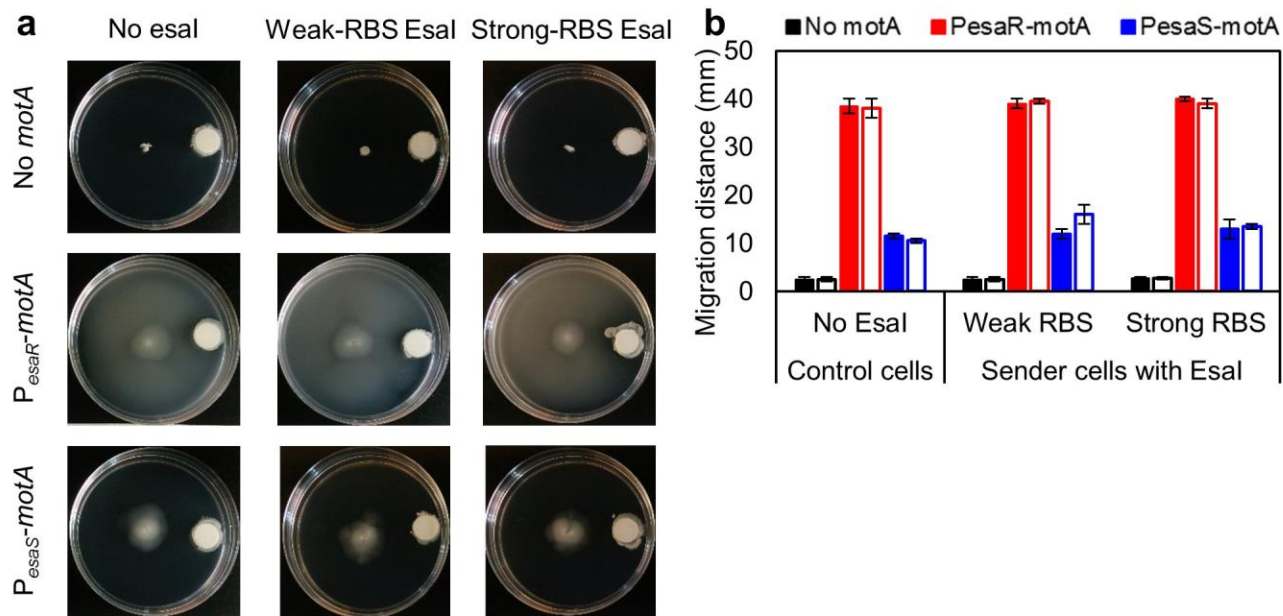 a
No esaI Weak-RBS EsaI Strong-RBS EsaI
No motA
PesaR-motA
PesaS-motA
b
No motA PesaR-motA PesaS-motA
Migration distance (mm)
50
40
30
20
10
0
No EsaI Weak RBS Strong RBS
Control cells Sender cells with EsaI